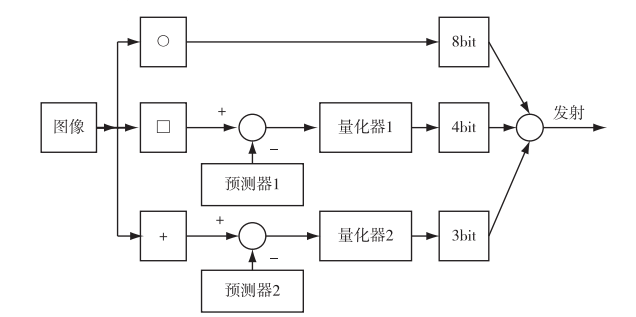 ○
8bit
图像
□
+
−
量化器1
4bit
发射
预测器1
+
+
−
量化器2
3bit
预测器2